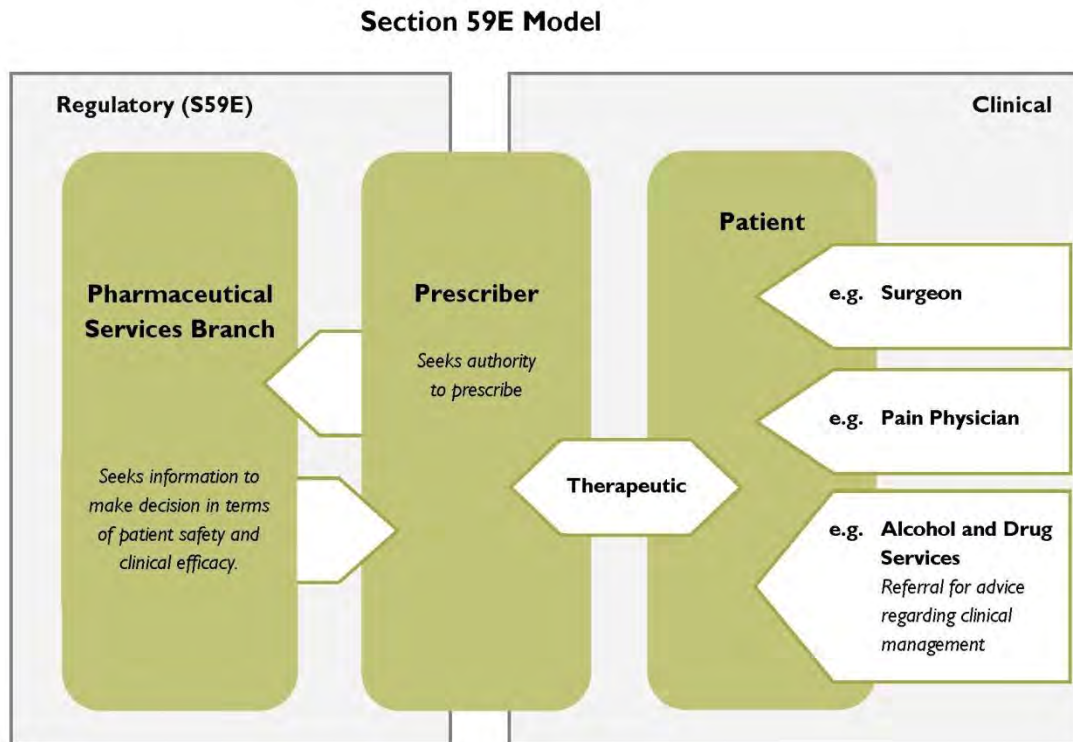 Section 59E Model
Regulatory (S59E)
Clinical
Pharmaceutical
Services Branch
Seeks information to
make decision in terms
of patient safety and
clinical efficacy.
Prescriber
Seeks authority
to prescribe
Therapeutic
Patient
e.g. Surgeon
e.g. Pain Physician
e.g. Alcohol and Drug
Services
Referral for advice
regarding clinical
management